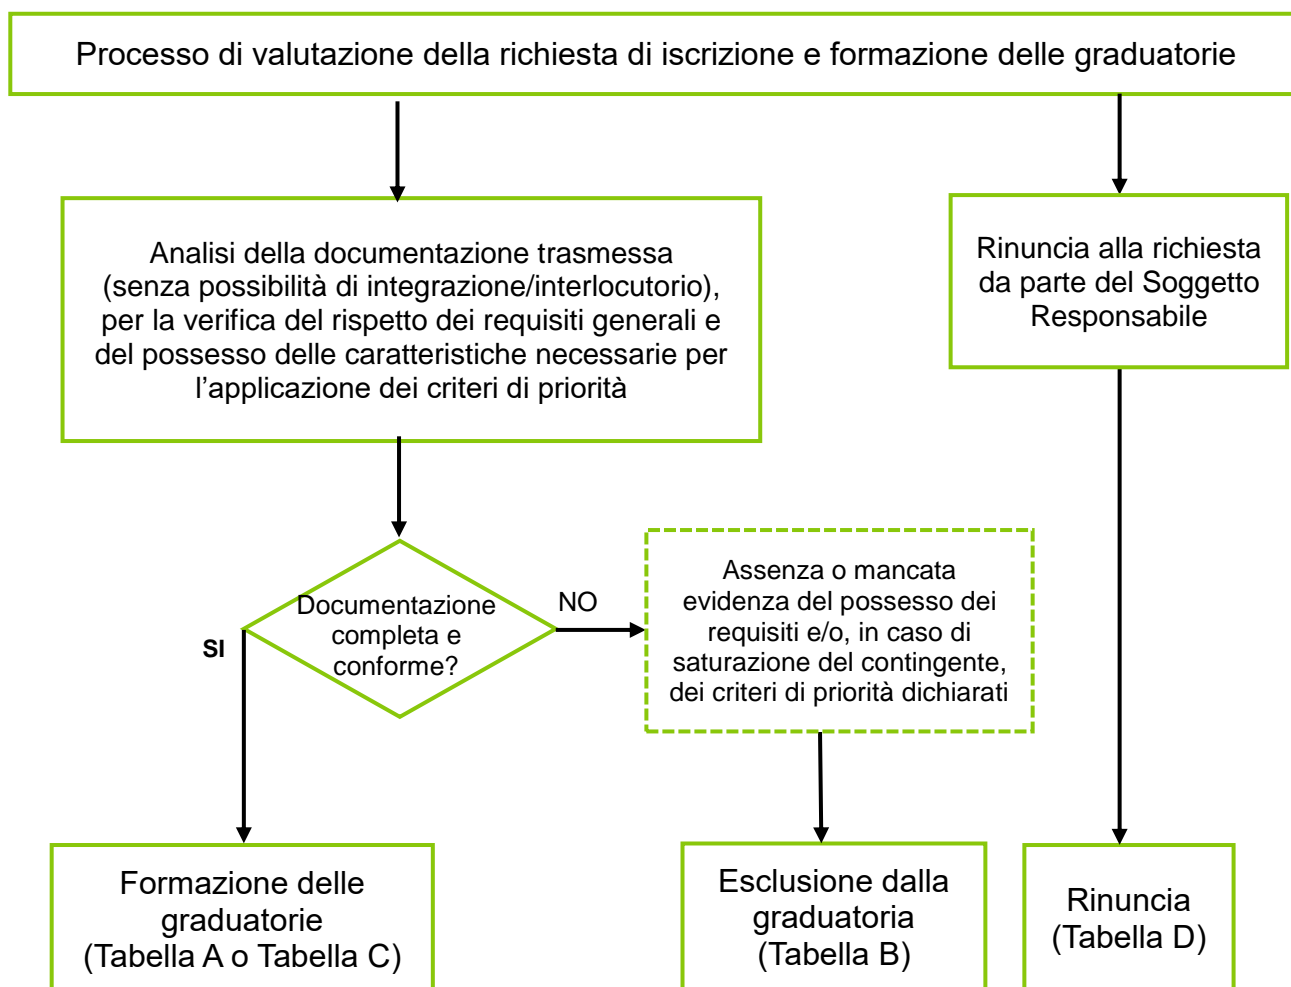 Processo di valutazione della richiesta di iscrizione e formazione delle graduatorie
Analisi della documentazione trasmessa
(senza possibilità di integrazione/interlocutorio),
per la verifica del rispetto dei requisiti generali e
del possesso delle caratteristiche necessarie per
l’applicazione dei criteri di priorità
Rinuncia alla richiesta
da parte del Soggetto
Responsabile
Documentazione
completa e
conforme?
SI
NO
Assenza o mancata
evidenza del possesso dei
requisiti e/o, in caso di
saturazione del contingente,
dei criteri di priorità dichiarati
Formazione delle
graduatorie
(Tabella A o Tabella C)
Esclusione dalla
graduatoria
(Tabella B)
Rinuncia
(Tabella D)